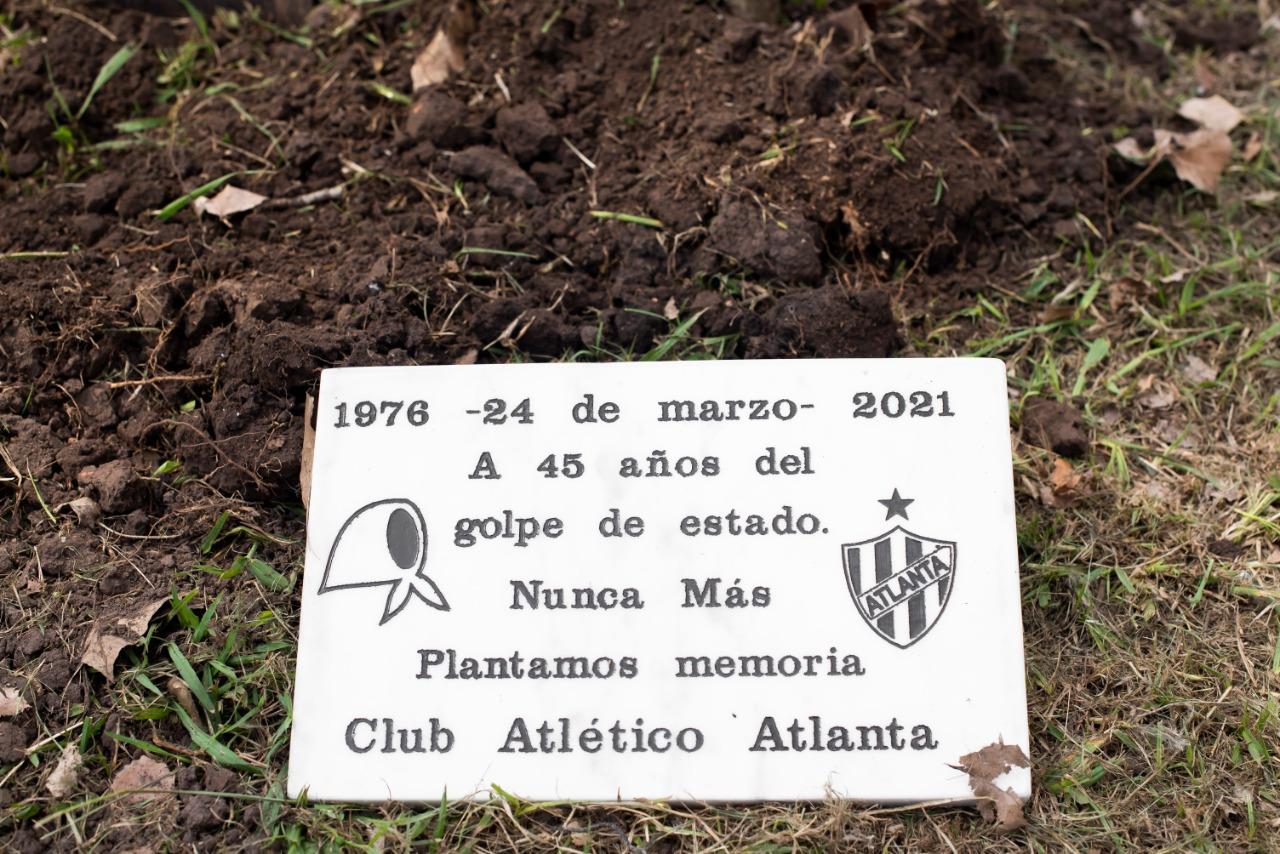 1976 -24 de marzo- 2021
A 45 años del
golpe de estado.
Nunca Más
ATLANTA
Plantamos memoria
Club Atlético Atlanta